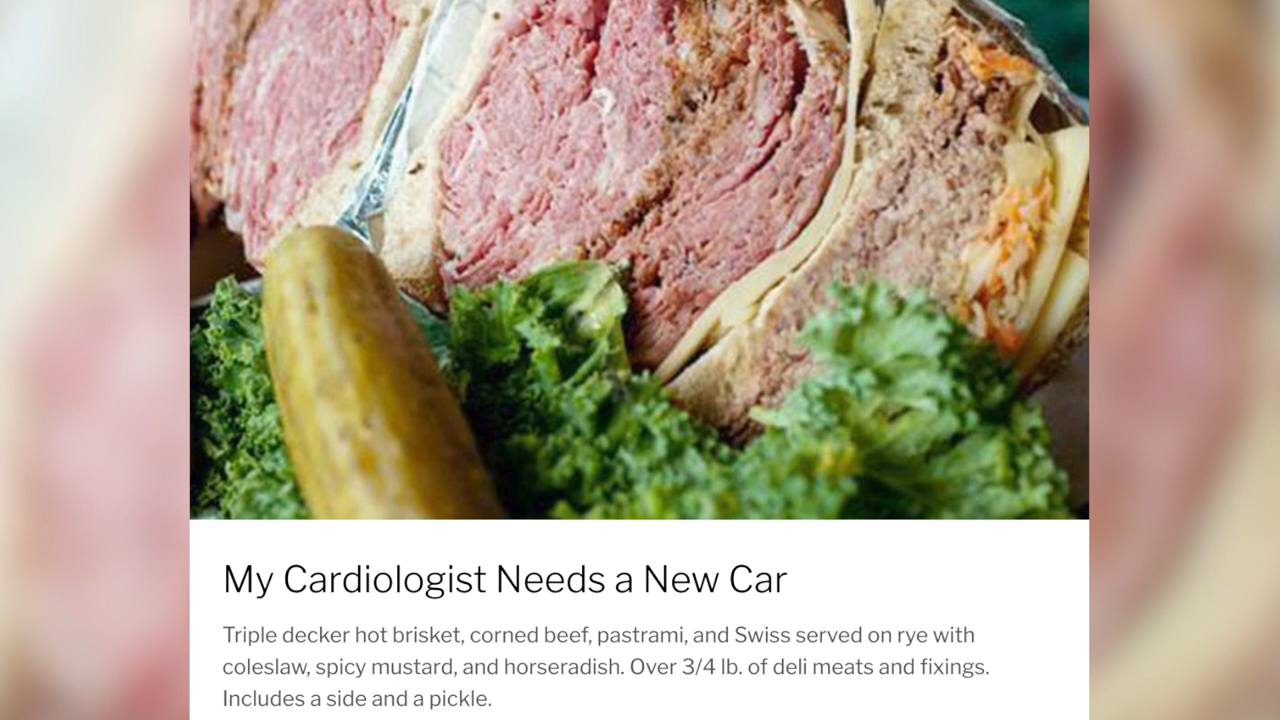 My Cardiologist Needs a New Car
Triple decker hot brisket, corned beef, pastrami, and Swiss served on rye with
coleslaw, spicy mustard, and horseradish. Over 3/4 lb. of deli meats and fixings.
Includes a side and a pickle.